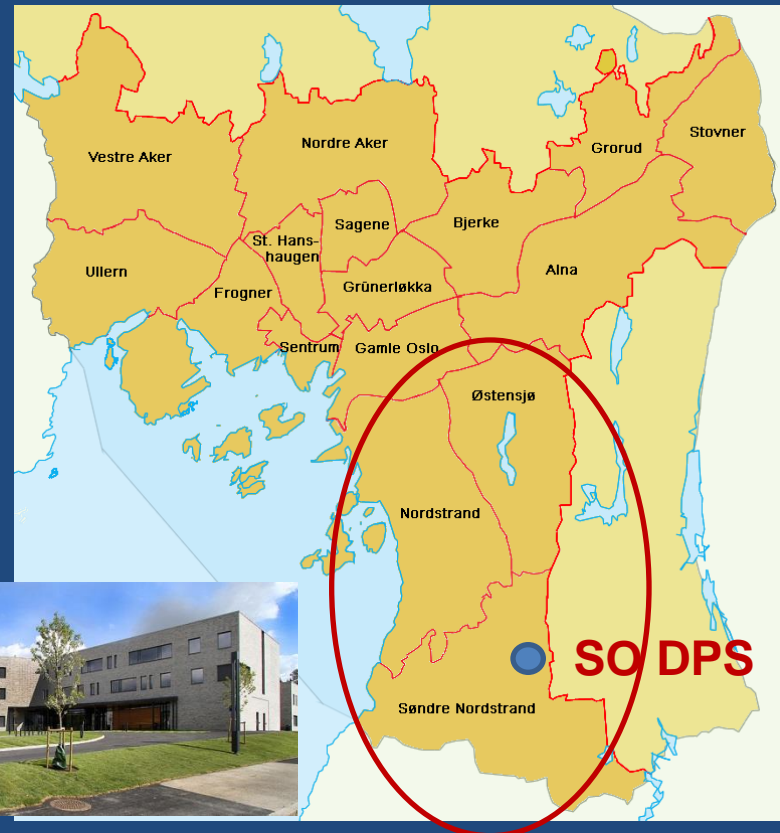 Stovner
Nordre Aker
Grorud
Vestre Aker
Sagene
Bjerke
St. Hans-
haugen
Ullern
Alna
Frogner
Grünerløkka
Sentrum
Gamle Oslo
Østensjø
Nordstrand
SO DPS
Søndre Nordstrand